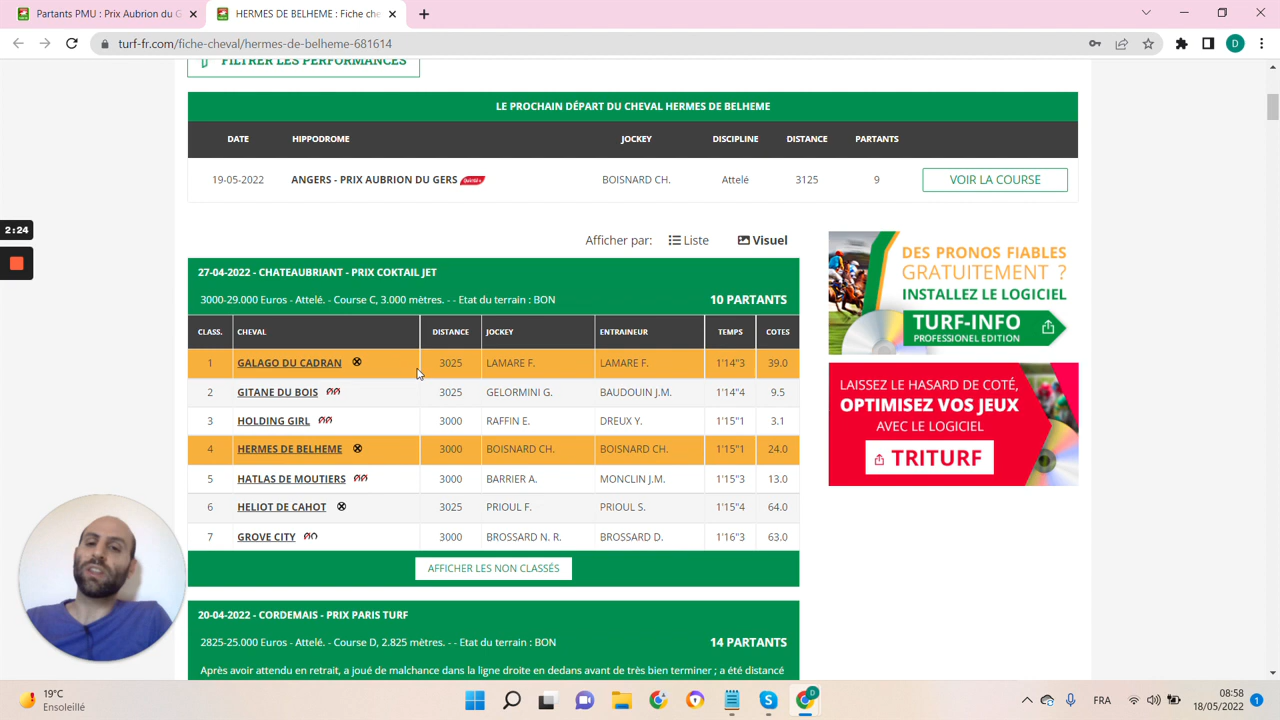 Partants PMU : Prix Aubrion du G
HERMES DE BELHEME : Fiche che
turf-fr.com/fiche-cheval/hermes-de-belheme-681614
D
FILTRER LES PERFORMANCES
LE PROCHAIN DÉPART DU CHEVAL HERMES DE BELHEME
DATE HIPPODROME JOCKEY DISCIPLINE DISTANCE PARTANTS
19-05-2022 ANGERS - PRIX AUBRION DU GERS Quinté+ BOISNARD CH. Attelé 3125 9 VOIR LA COURSE
2:24
Afficher par: Liste Visuel
27-04-2022 - CHATEAUBRIANT - PRIX COKTAIL JET
3000-29.000 Euros - Attelé. - Course C, 3.000 mètres. - - Etat du terrain : BON 10 PARTANTS
CLASS. CHEVAL DISTANCE JOCKEY ENTRAINEUR TEMPS COTES
1 GALAGO DU CADRAN 3025 LAMARE F. LAMARE F. 1'14"3 39.0
2 GITANE DU BOIS 3025 GELORMINI G. BAUDOUIN J.M. 1'14"4 9.5
3 HOLDING GIRL 3000 RAFFIN E. DREUX Y. 1'15"1 3.1
4 HERMES DE BELHEME 3000 BOISNARD CH. BOISNARD CH. 1'15"1 24.0
5 HATLAS DE MOUTIERS 3000 BARRIER A. MONCLIN J.M. 1'15"3 13.0
6 HELIOT DE CAHOT 3025 PRIOUL F. PRIOUL S. 1'15"4 64.0
7 GROVE CITY 3000 BROSSARD N. R. BROSSARD D. 1'16"3 63.0
AFFICHER LES NON CLASSÉS
20-04-2022 - CORDEMAIS - PRIX PARIS TURF
2825-25.000 Euros - Attelé. - Course D, 2.825 mètres. - - Etat du terrain : BON 14 PARTANTS
Après avoir attendu en retrait, a joué de malchance dans la ligne droite en dedans avant de très bien terminer ; a été distancé
DES PRONOS FIABLES
GRATUITEMENT ?
INSTALLEZ LE LOGICIEL
TURF-INFO
PROFESIONNEL EDITION
LAISSEZ LE HASARD DE COTÉ,
OPTIMISEZ VOS JEUX
AVEC LE LOGICIEL
TRITURF
19°C
Ensoleillé
D
FRA
08:58
18/05/2022
1